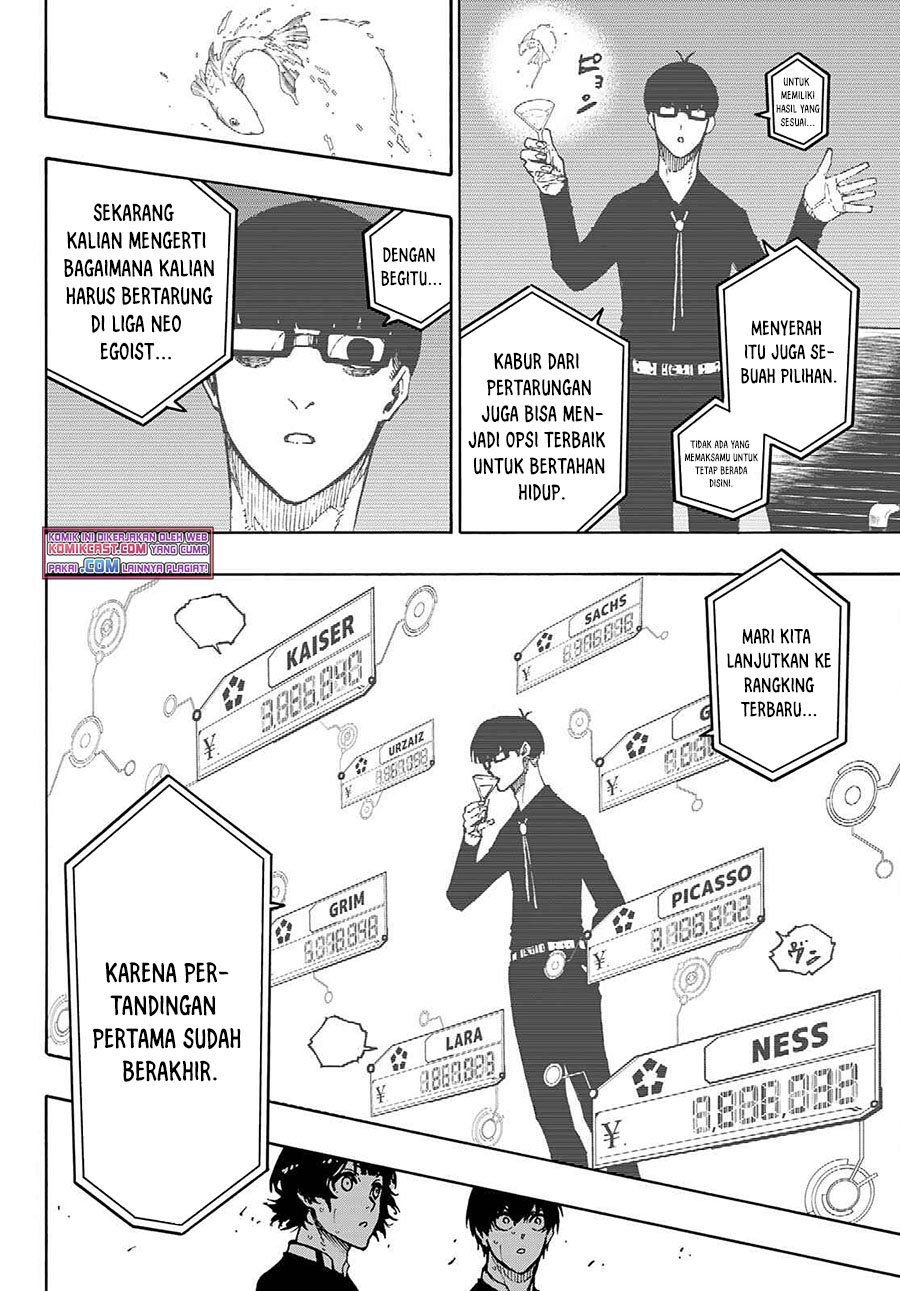 UNTUK
MEMILIKI
HASIL YANG
SESUAI...
MENYERAH
ITU JUGA SE-
BUAH PILIHAN.
TIDAK ADA YANG
MEMAKSAMU UNTUK
TETAP BERADA
DISINI.
KABUR DARI
PERTARUNGAN
JUGA BISA MEN-
JADI OPSI TERBAIK
UNTUK BERTAHAN
HIDUP.
DENGAN
BEGITU...
SEKARANG
KALIAN MENGERTI
BAGAIMANA KALIAN
HARUS BERTARUNG
DI LIGA NEO
EGOIST...
KOMIK INI DIKERJAKAN OLEH WEB
KOMIKCAST.COM YANG CUMA
PAKAI .COM LAINNYA PLAGIAT!
MARI KITA
LANJUTKAN KE
RANGKING
TERBARU...
SACHS
¥
KAISER
¥
URZAIZ
¥
¥
PICASSO
¥
GRIM
¥
LARA
¥
NESS
¥
KARENA PER-
TANDINGAN
PERTAMA SUDAH
BERAKHIR.